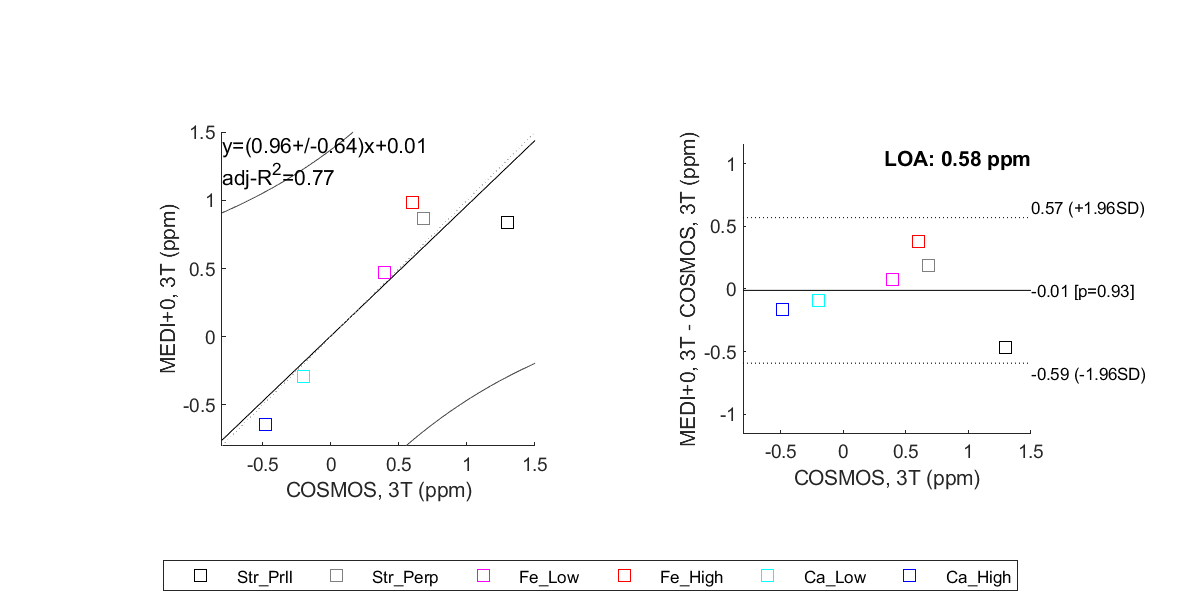 y=(0.96+/-0.64)x+0.01
adj-R2=0.77
1.5
1
0.5
0
-0.5
-0.5 0 0.5 1 1.5
MEDI+0, 3T (ppm)
COSMOS, 3T (ppm)
LOA: 0.58 ppm
1
0.5
0
-0.5
-1
-0.5 0 0.5 1 1.5
MEDI+0, 3T - COSMOS, 3T (ppm)
COSMOS, 3T (ppm)
0.57 (+1.96SD)
-0.01 [p=0.93]
-0.59 (-1.96SD)
Str_Prll Str_Perp Fe_Low Fe_High Ca_Low Ca_High